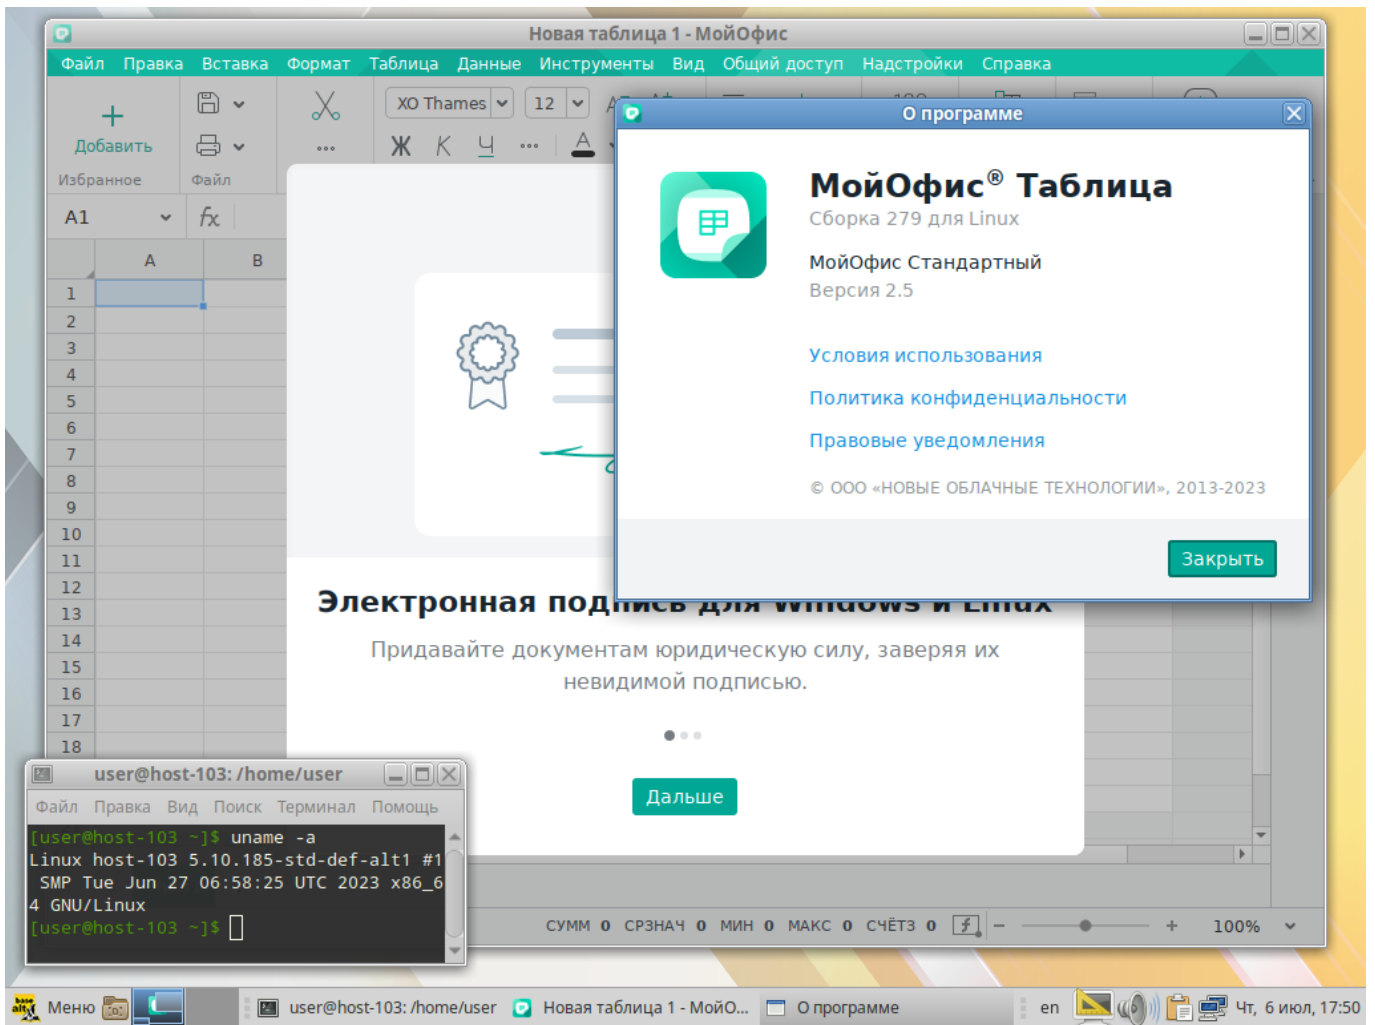 Новая таблица 1 - МойОфис
Файл Правка Вставка Формат Таблица Данные Инструменты Вид Общий доступ Надстройки Справка
XO Thames 12
Добавить
Ж К Ч ... А
Избранное Файл
A1 fx
A B
1
2
3
4
5
6
7
8
9
10
11
12
13
14
15
16
17
18
О программе
МойОфис® Таблица
Сборка 279 для Linux
МойОфис Стандартный
Версия 2.5
Условия использования
Политика конфиденциальности
Правовые уведомления
© ООО «НОВЫЕ ОБЛАЧНЫЕ ТЕХНОЛОГИИ», 2013-2023
Закрыть
Электронная подпись для Windows и Linux
Придавайте документам юридическую силу, заверяя их
невидимой подписью.
Дальше
user@host-103: /home/user
Файл Правка Вид Поиск Терминал Помощь
[user@host-103 ~]$ uname -a
Linux host-103 5.10.185-std-def-alt1 #1
SMP Tue Jun 27 06:58:25 UTC 2023 x86_6
4 GNU/Linux
[user@host-103 ~]$
СУММ 0 СРЗНАЧ 0 МИН 0 МАКС 0 СЧЁТЗ 0 100%
base alt Меню user@host-103: /home/user Новая таблица 1 - МойО... О программе en Чт, 6 июл, 17:50